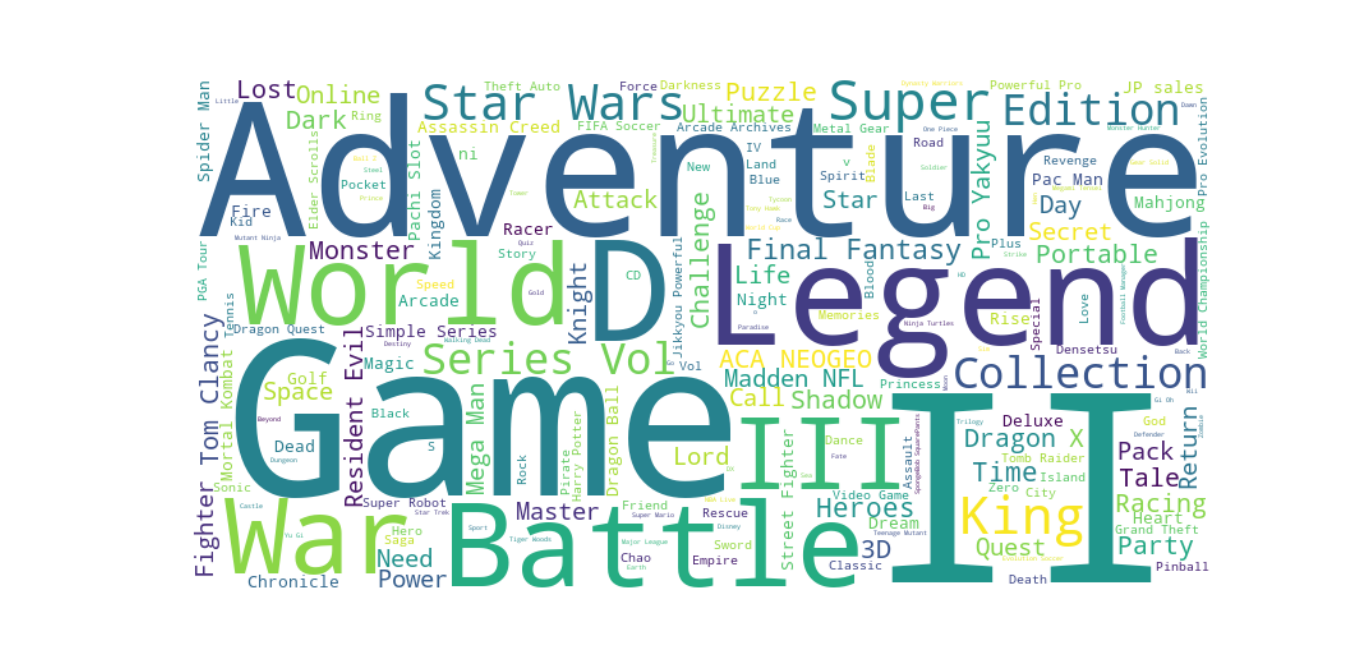 Adventure
Lost
Online
Dark
Ring
Little
Spider Man
Star Wars
Theft Auto
Force
Darkness
Puzzle
Ultimate
Super
Edition
Powerful Pro
JP sales
Dynasty Warriors
Damn
Monster Hunter
Pro Evolution
Assassin Creed
FIFA Soccer
Arcade Archives
Metal Gear
One Piece
Road
Elder Scrolls
Pachi Slot
ni
IV
Land
Blue
New
Spirit
v
Blade
Soldier
Last
Big
Pro Yakyuu
Revenge
Pac Man
Day
Secret
Mahjong
Gear Solid
Megami Tensei
Ball Z
Steel
Pocket
Prince
Kingdom
Fire
Kid
Mutant Ninja
Tower
Attack
Challenge
Tycoon
Tony Hawk
Race
World Cup
Star
Racer
Quiz
Story
Monster
World
D
Legend
Final Fantasy
Plus
Strike
Portable
PGA Tour
Tennis
Speed
Arcade
Gold
Knight
CD
Jikkyou Powerful
Life
Night
Paradise
Blood
Memories
Ninja Turtles
HD
Rise
Special
Love
Football Manager
World Championship
Dragon Quest
Simple Series
Destiny
Walking Dead
Magic
Series Vol
Vol
ACA NEOGEO
Madden NFL
Densetsu
Back
Six
Collection
Princess
Moon
Fighter
Tom Clancy
Mortal Kombat
Resident Evil
Golf
Space
Game
Black
Mega Man
S
Call
Shadow
III
II
Trilogy
Deluxe
Gi Oh
All
God
Defender
Zombie
Return
Beyond
Dead
Dungeon
Rock
Pirate
Harry Potter
Dragon Ball
Lord
Street Fighter
Dance
Fate
Sea
Assault
SpongeBob SquarePants
Dragon
X
Tomb Raider
Time
Island
Zero
City
Pack
Tale
Sonic
Castle
War
Yu Gi
Super Robot
Star Trek
Hero
Saga
Need
Power
Chronicle
Battle
Sport
Master
Tiger Woods
Friend
Super Mario
Major League
Chao
Earth
NBA Live
Rescue
Disney
Sword
Empire
Video Game
Heroes
Dream
Teenage Mutant
3D
Classic
King
Quest
Evolution Soccer
Death
Racing
Heart
Grand Theft
Party
Pinball